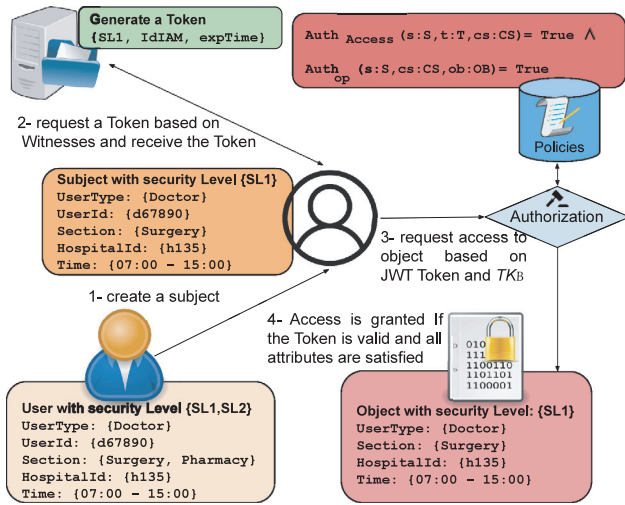 Generate a Token
{SL1, IdIAM, expTime}
Auth Access (s:S,t:T,cs:CS)= True ∧
Auth op (s:S,cs:CS,ob:OB)= True
Policies
2- request a Token based on
Witnesses and receive the Token
Subject with security Level {SL1}
UserType: {Doctor}
UserId: {d67890}
Section: {Surgery}
HospitalId: {h135}
Time: {07:00 - 15:00}
Authorization
3- request access to
object based on
JWT Token and TKB
1- create a subject
4- Access is granted If
the Token is valid and all
attributes are satisfied
010
111
1100110
1101101
1100001
User with security Level {SL1,SL2}
UserType: {Doctor}
UserId: {d67890}
Section: {Surgery, Pharmacy}
HospitalId: {h135}
Time: {07:00 - 15:00}
Object with security Level: {SL1}
UserType: {Doctor}
Section: {Surgery}
HospitalId: {h135}
Time: {07:00 - 15:00}